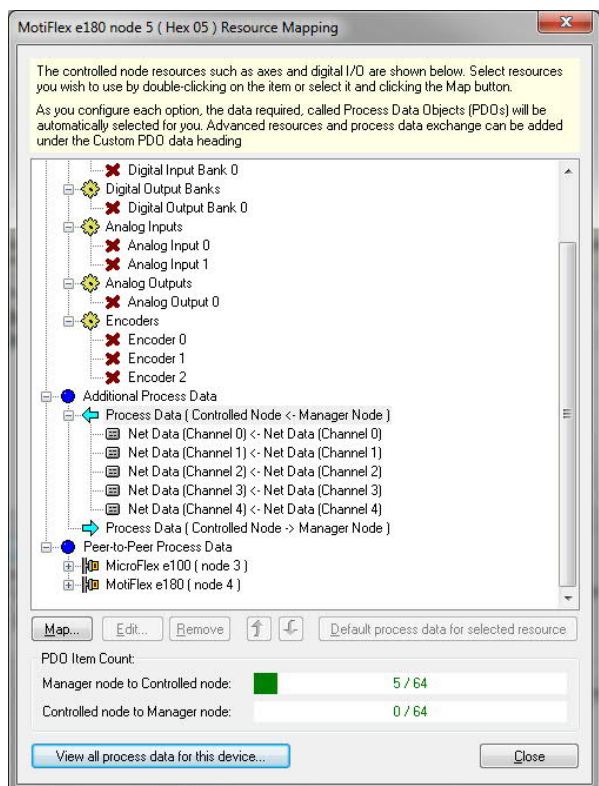 MotiFlex e180 node 5 ( Hex 05 ) Resource Mapping
The controlled node resources such as axes and digital I/O are shown below. Select resources
you wish to use by double-clicking on the item or select it and clicking the Map button.
As you configure each option, the data required, called Process Data Objects (PDOs) will be
automatically selected for you. Advanced resources and process data exchange can be added
under the Custom PDO data heading
Digital Input Bank 0
Digital Output Banks
Digital Output Bank 0
Analog Inputs
Analog Input 0
Analog Input 1
Analog Outputs
Analog Output 0
Encoders
Encoder 0
Encoder 1
Encoder 2
Additional Process Data
Process Data ( Controlled Node <- Manager Node )
Net Data (Channel 0) <- Net Data (Channel 0)
Net Data (Channel 1) <- Net Data (Channel 1)
Net Data (Channel 2) <- Net Data (Channel 2)
Net Data (Channel 3) <- Net Data (Channel 3)
Net Data (Channel 4) <- Net Data (Channel 4)
Process Data ( Controlled Node -> Manager Node )
Peer-to-Peer Process Data
MicroFlex e100 ( node 3 )
MotiFlex e180 ( node 4 )
Map... Edit... Remove Default process data for selected resource
PDO Item Count:
Manager node to Controlled node: 5 / 64
Controlled node to Manager node: 0 / 64
View all process data for this device... Close